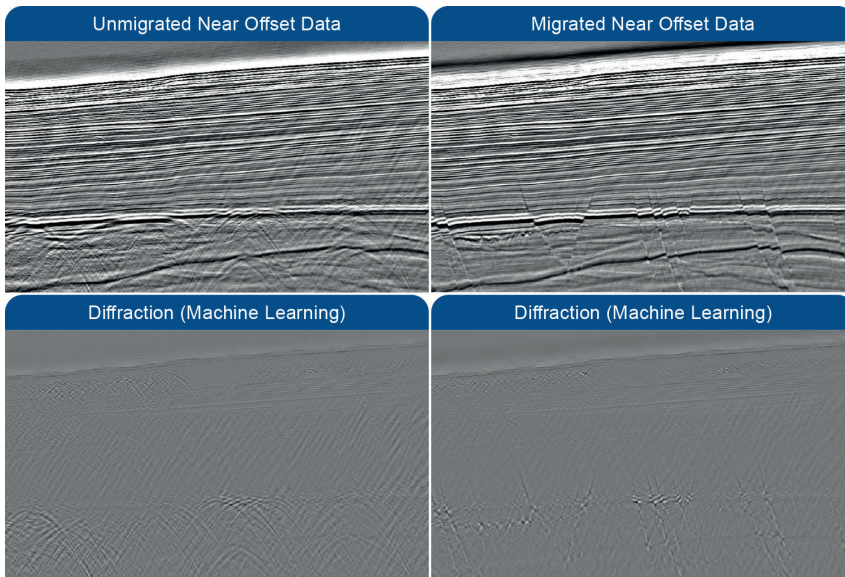 Unmigrated Near Offset Data
Migrated Near Offset Data
Diffraction (Machine Learning)
Diffraction (Machine Learning)